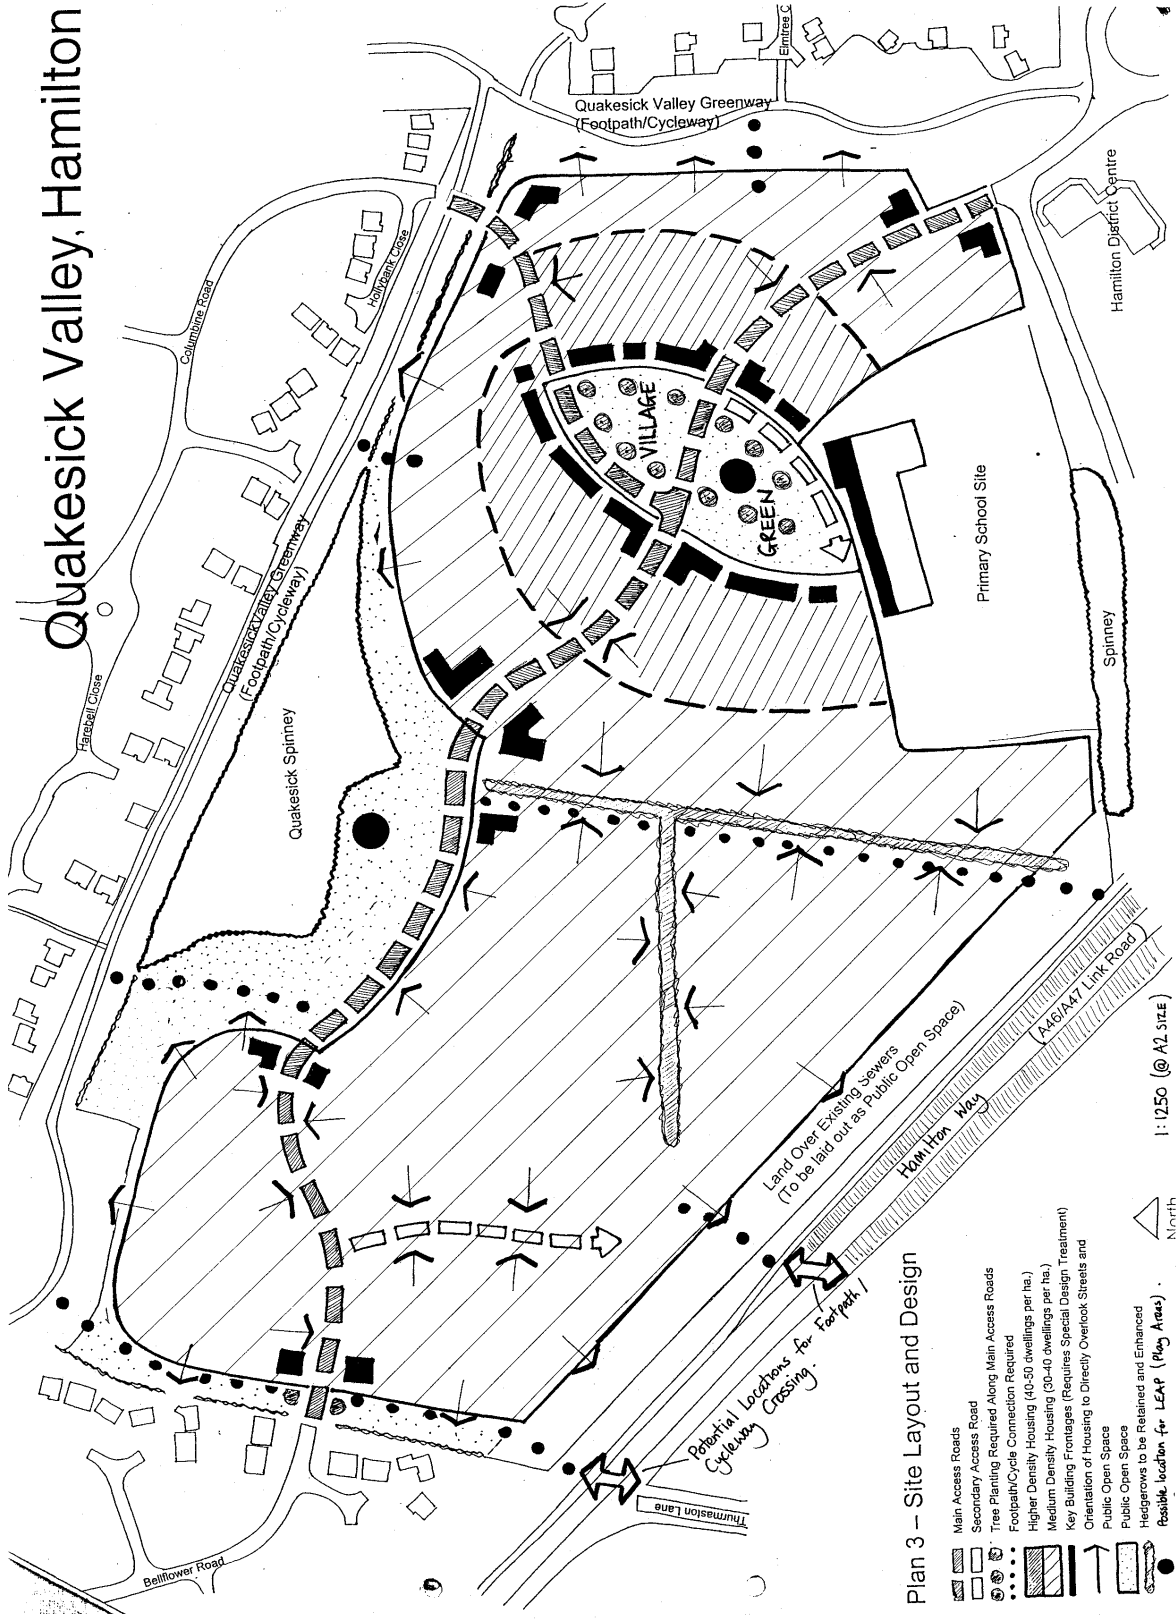 Quakesick Valley, Hamilton
Elmtree C
Quakesick Valley Greenway
(Footpath/Cycleway)
Columbine Road
Hollybank Close
Hamilton District Centre
VILLAGE
GREEN
Primary School Site
Spinney
Harebell Close
QuakesickValley Greenway
(Footpath/Cycleway)
Quakesick Spinney
Land Over Existing Sewers
(To be laid out as Public Open Space)
Hamilton Way
(A46/A47 Link Road)
Potential Locations for Footpath /
Cycleway Crossing.
Thurmaston Lane
Bellflower Road
Plan 3 – Site Layout and Design
Main Access Roads
Secondary Access Road
Tree Planting Required Along Main Access Roads
Footpath/Cycle Connection Required
Higher Density Housing (40-50 dwellings per ha.)
Medium Density Housing (30-40 dwellings per ha.)
Key Building Frontages (Requires Special Design Treatment)
Orientation of Housing to Directly Overlook Streets and
Public Open Space
Public Open Space
Hedgerows to be Retained and Enhanced
Possible location for LEAP (Play Areas).
North
1:1250 (@ A2 SIZE)